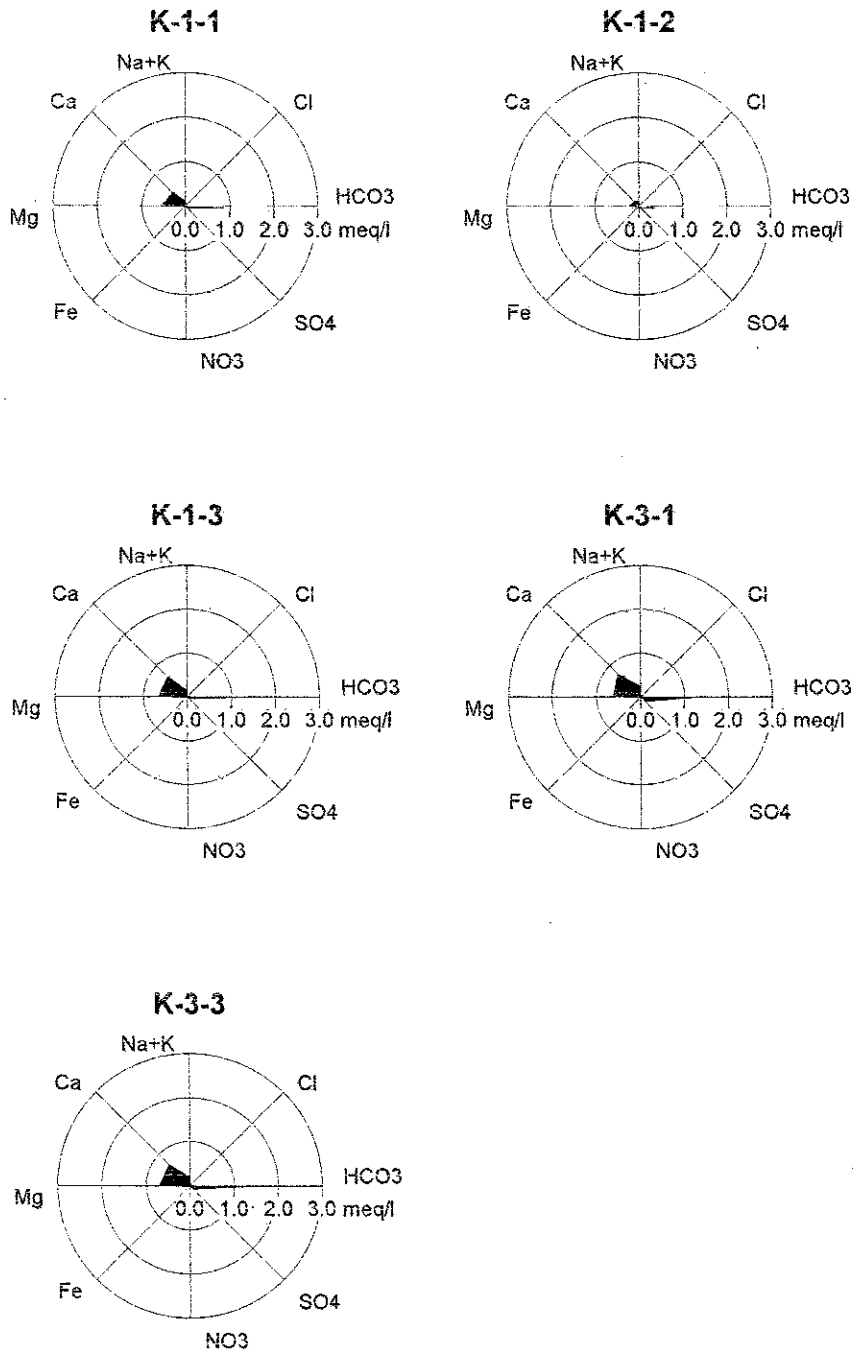 K-1-1
Na+K
Ca
Cl
Mg
HCO3
0.0 1.0 2.0 3.0 meq/l
Fe
SO4
NO3
K-1-2
Na+K
Ca
Cl
Mg
HCO3
0.0 1.0 2.0 3.0 meq/l
Fe
SO4
NO3
K-1-3
Na+K
Ca
Cl
Mg
HCO3
0.0 1.0 2.0 3.0 meq/l
Fe
SO4
NO3
K-3-1
Na+K
Ca
Cl
Mg
HCO3
0.0 1.0 2.0 3.0 meq/l
Fe
SO4
NO3
K-3-3
Na+K
Ca
Cl
Mg
HCO3
0.0 1.0 2.0 3.0 meq/l
Fe
SO4
NO3